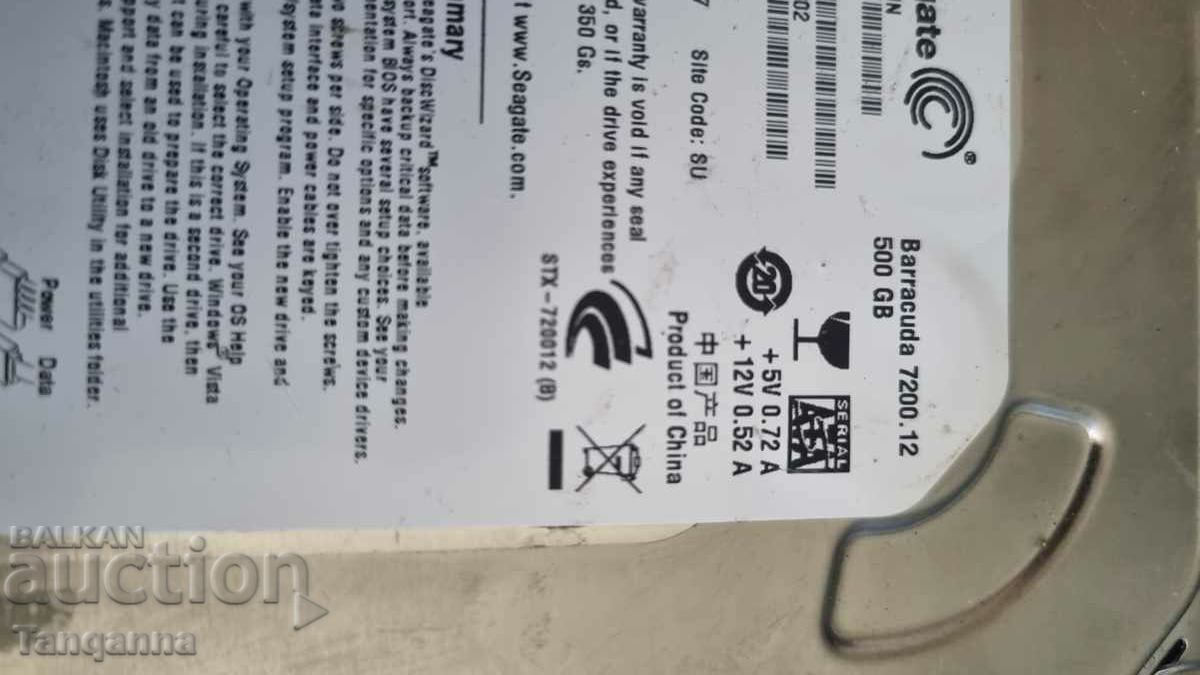 gate
®
Barracuda 7200.12
500 GB
N
02
7 Site Code: SU
20
SERIAL
ATA
+5V 0.72 A
+ 12V 0.52 A
中国产品
Product of China
warranty is void if any seal
d, or if the drive experiences
350 Gs.
STX-720012 (B)
t www.Seagate.com.
mary
eagate's DiscWizard™ software, available
ort. Always backup critical data before making changes.
system BIOS have several setup choices. See your
mentation for specific options and any custom device drivers.
wo screws per side. Do not over tighten the screws.
ata interface and power cables are keyed.
system setup program. Enable the new drive and
with your Operating System. See your OS Help
careful to select the correct drive. Windows Vista
uring installation. If this is a second drive, then
t can be used to prepare the drive. Use the
y data from an old drive to a new drive.
pport and select installation for additional
s. Macintosh uses Disk Utility in the utilities folder.
Power Data
BALKAN
auction
Tanganna